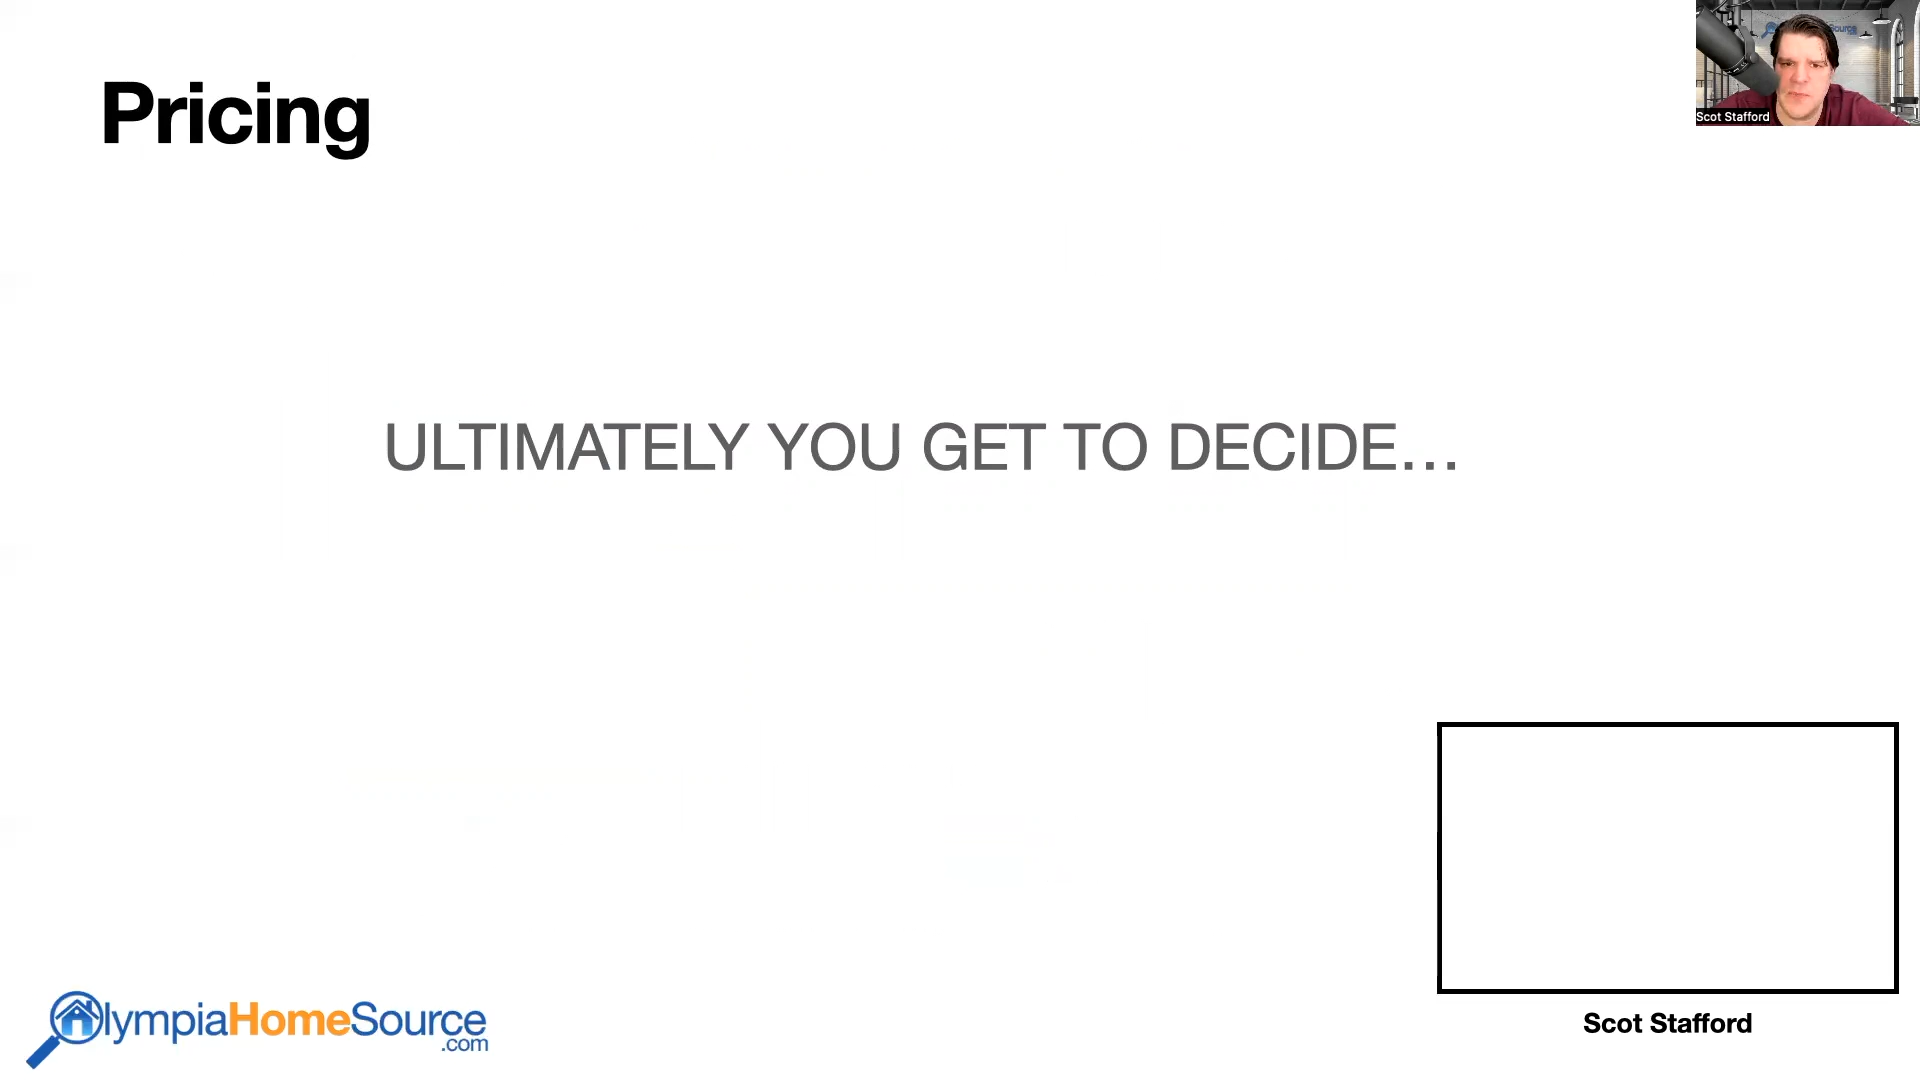 Pricing
Scot Stafford
ULTIMATELY YOU GET TO DECIDE…
OlympiaHomeSource
.com
Scot Stafford